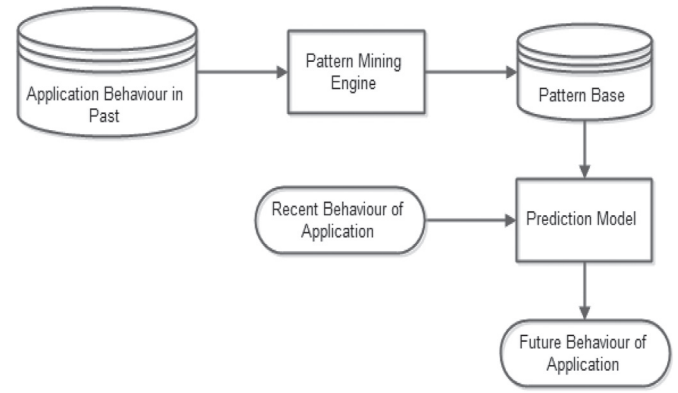 Application Behaviour in
Past
Pattern Mining
Engine
Pattern Base
Recent Behaviour of
Application
Prediction Model
Future Behaviour of
Application